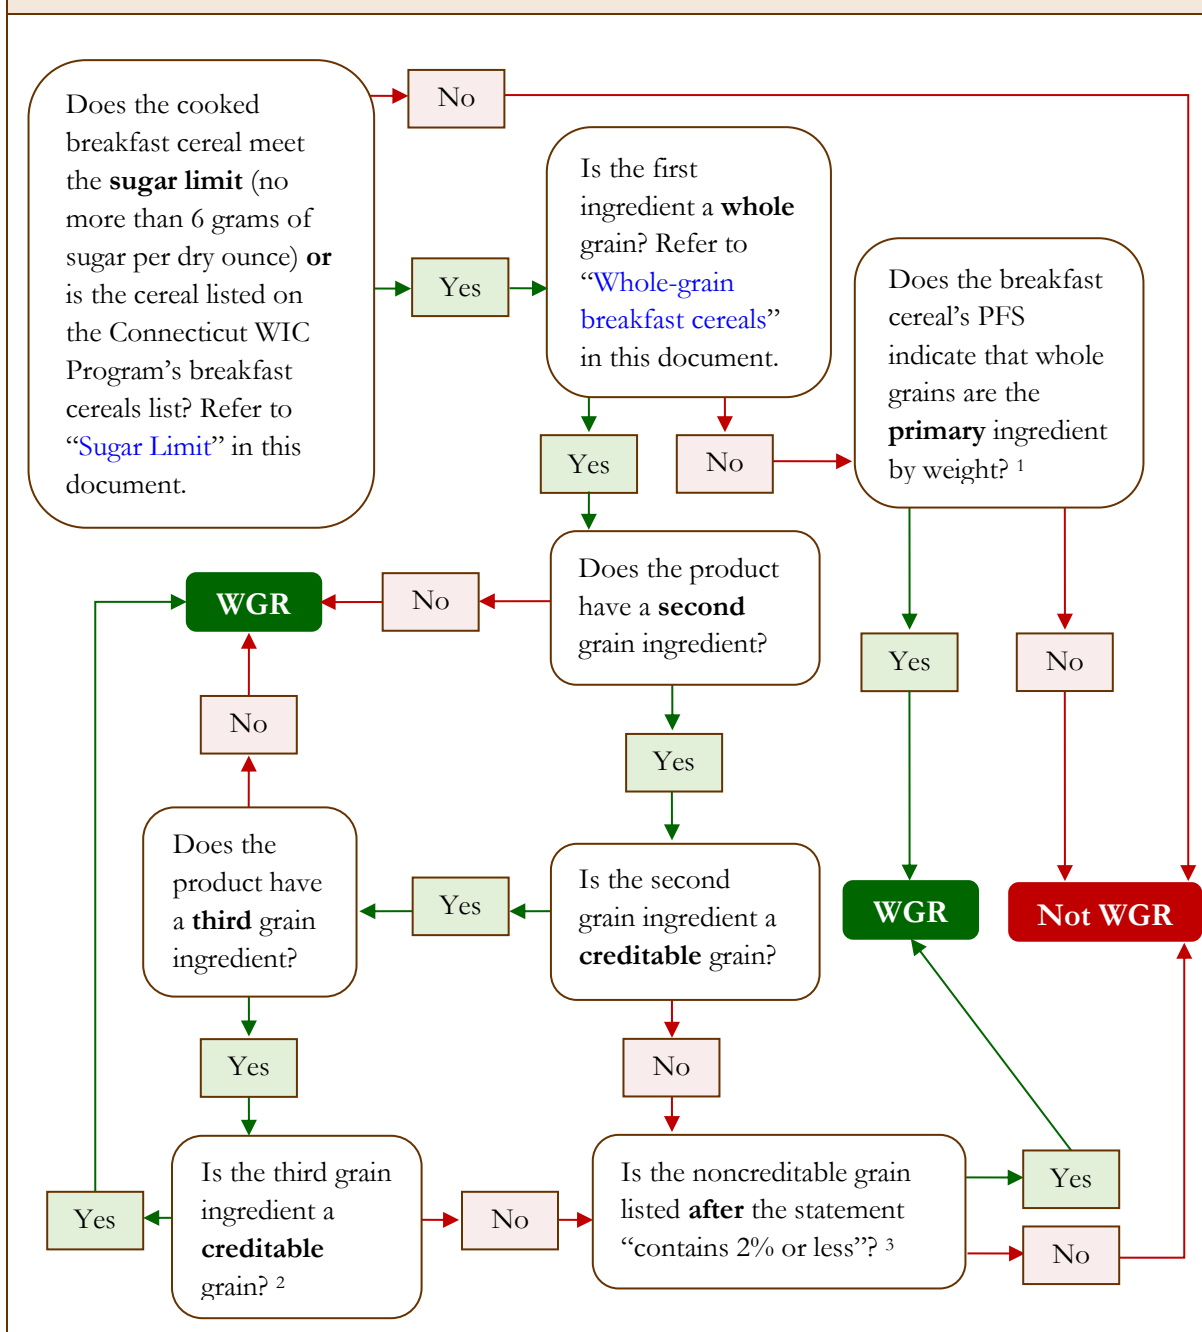 Does the cooked
breakfast cereal meet
the sugar limit (no
more than 6 grams of
sugar per dry ounce) or
is the cereal listed on
the Connecticut WIC
Program’s breakfast
cereals list? Refer to
“Sugar Limit” in this
document.
No
Yes
Is the first
ingredient a whole
grain? Refer to
“Whole-grain
breakfast cereals”
in this document.
Yes
No
Does the breakfast
cereal’s PFS
indicate that whole
grains are the
primary ingredient
by weight? 1
Yes
No
Does the product
have a second
grain ingredient?
No
WGR
Yes
No
Is the second
grain ingredient a
creditable grain?
Yes
No
Does the
product have
a third grain
ingredient?
Yes
WGR
Not WGR
Is the third grain
ingredient a
creditable
grain? 2
Yes
No
Is the noncreditable grain
listed after the statement
“contains 2% or less”? 3
Yes
No